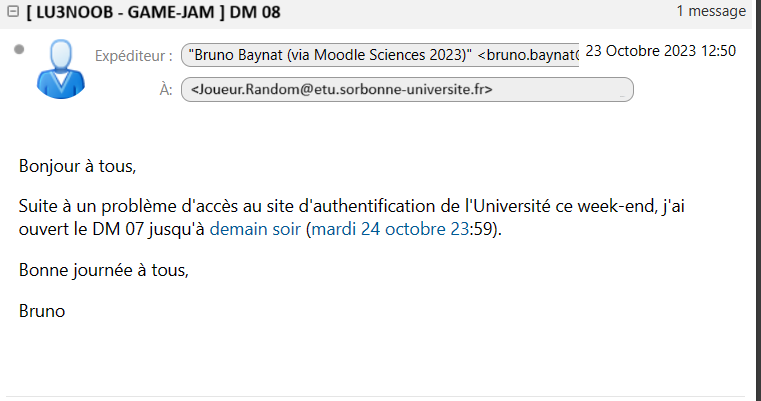 [ LU3NOOB - GAME-JAM ] DM 08
1 message
Expéditeur : "Bruno Baynat (via Moodle Sciences 2023)" <bruno.baynat
23 Octobre 2023 12:50
À: <Joueur.Random@etu.sorbonne-universite.fr>
Bonjour à tous,
Suite à un problème d'accès au site d'authentification de l'Université ce week-end, j'ai
ouvert le DM 07 jusqu'à demain soir (mardi 24 octobre 23:59).
Bonne journée à tous,
Bruno